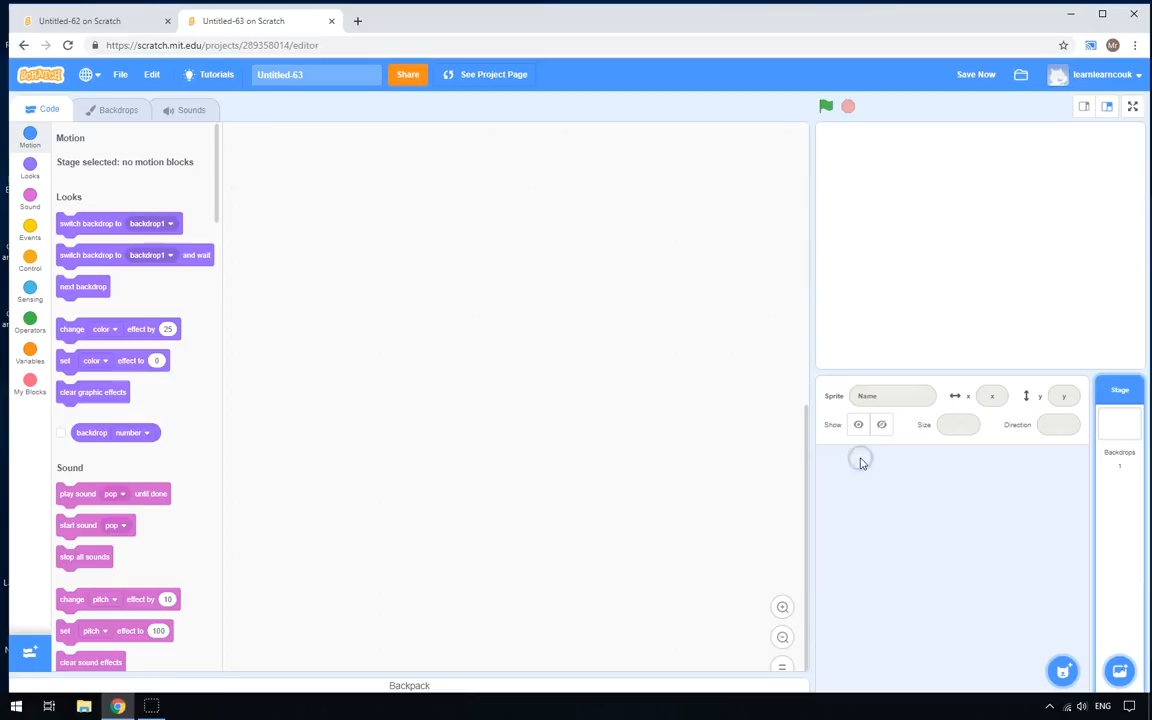 Untitled-62 on Scratch
Untitled-63 on Scratch
https://scratch.mit.edu/projects/289358014/editor
Mr
SCRATCH
File
Edit
Tutorials
Untitled-63
Share
See Project Page
Save Now
learnlearncouk
Code
Backdrops
Sounds
Motion
Looks
Sound
Events
Control
Sensing
Operators
Variables
My Blocks
Motion
Stage selected: no motion blocks
Looks
switch backdrop to backdrop1
switch backdrop to backdrop1 and wait
next backdrop
change color effect by 25
set color effect to 0
clear graphic effects
backdrop number
Sound
play sound pop until done
start sound pop
stop all sounds
change pitch effect by 10
set pitch effect to 100
clear sound effects
Sprite Name x x y y
Show Size Direction
Stage
Backdrops
1
Backpack
ENG